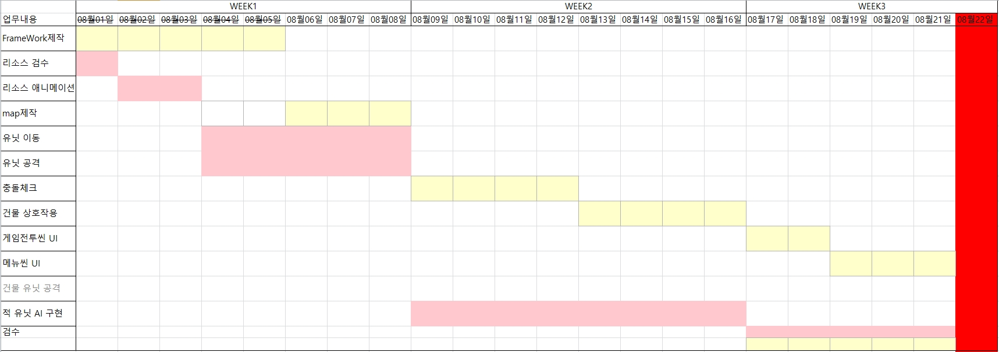 WEEK1 WEEK2 WEEK3
업무내용 08월01일 08월02일 08월03일 08월04일 08월05일 08월06일 08월07일 08월08일 08월09일 08월10일 08월11일 08월12일 08월13일 08월14일 08월15일 08월16일 08월17일 08월18일 08월19일 08월20일 08월21일 08월22일
FrameWork제작
리소스 검수
리소스 애니메이션
map제작
유닛 이동
유닛 공격
충돌체크
건물 상호작용
게임전투씬 UI
메뉴씬 UI
건물 유닛 공격
적 유닛 AI 구현
검수